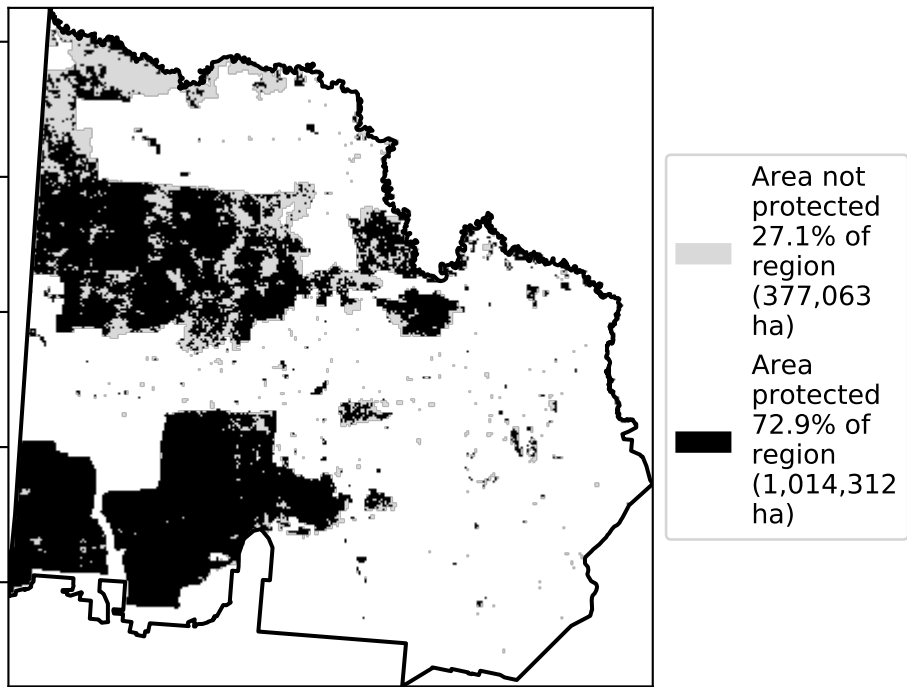 Area not
protected
27.1% of
region
(377,063
ha)
Area
protected
72.9% of
region
(1,014,312
ha)